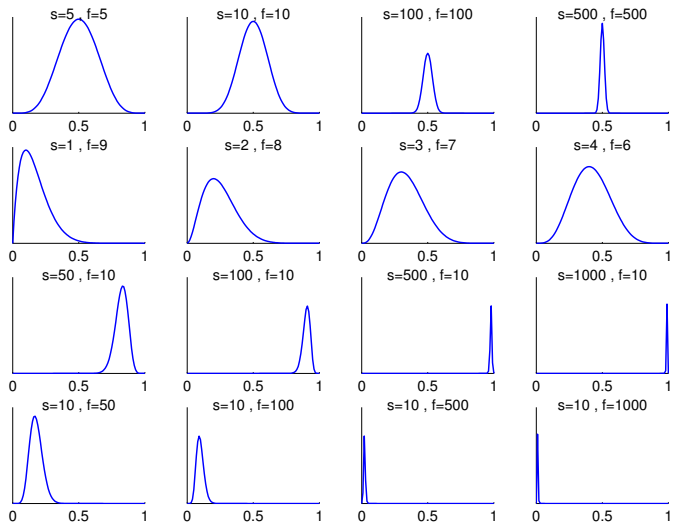 s=5 , f=5 s=10 , f=10 s=100 , f=100 s=500 , f=500
0 0.5 1 0 0.5 1 0 0.5 1 0 0.5 1
s=1 , f=9 s=2 , f=8 s=3 , f=7 s=4 , f=6
0 0.5 1 0 0.5 1 0 0.5 1 0 0.5 1
s=50 , f=10 s=100 , f=10 s=500 , f=10 s=1000 , f=10
0 0.5 1 0 0.5 1 0 0.5 1 0 0.5 1
s=10 , f=50 s=10 , f=100 s=10 , f=500 s=10 , f=1000
0 0.5 1 0 0.5 1 0 0.5 1 0 0.5 1